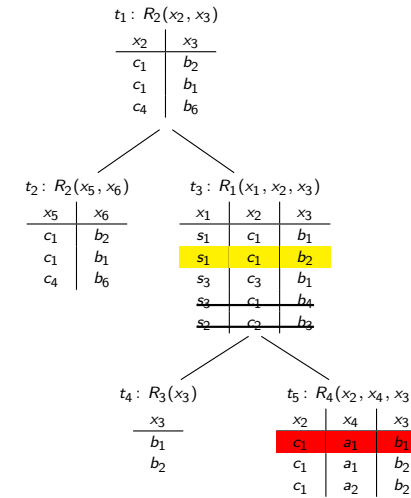 t₁: R₂(x₂, x₃)
x₂ x₃
c₁ b₂
c₁ b₁
c₄ b₆
t₂: R₂(x₅, x₆)
x₅ x₆
c₁ b₂
c₁ b₁
c₄ b₆
t₃: R₁(x₁, x₂, x₃)
x₁ x₂ x₃
s₁ c₁ b₁
s₁ c₁ b₂
s₃ c₃ b₁
s₃ c₁ b₄
s₂ c₂ b₃
t₄: R₃(x₃)
x₃
b₁
b₂
t₅: R₄(x₂, x₄, x₃
x₂ x₄ x₃
c₁ a₁ b₁
c₁ a₁ b₂
c₁ a₂ b₂